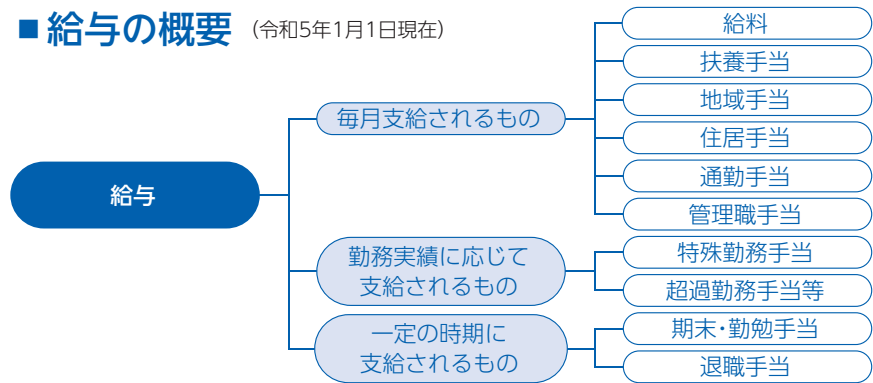 ■給与の概要 (令和5年1月1日現在)
給与
毎月支給されるもの
給料
扶養手当
地域手当
住居手当
通勤手当
管理職手当
勤務実績に応じて
支給されるもの
特殊勤務手当
超過勤務手当等
一定の時期に
支給されるもの
期末・勤勉手当
退職手当